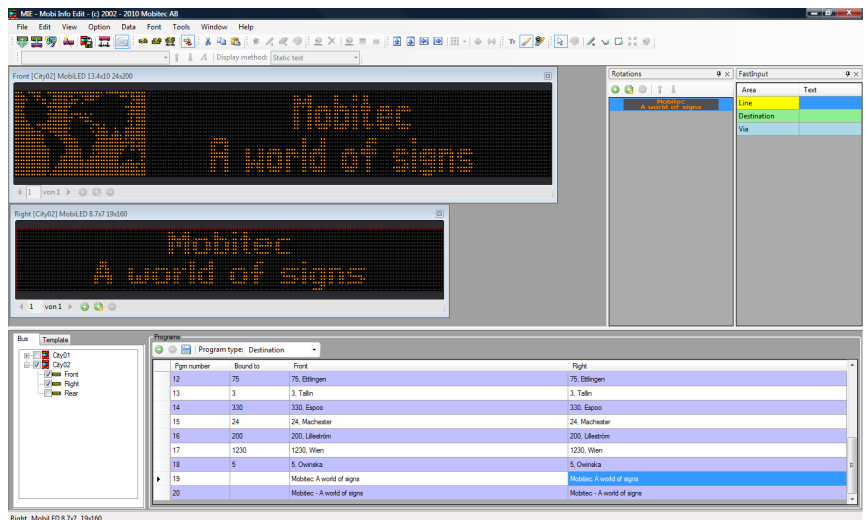 MIE - Mobi Info Edit - (c) 2002 - 2010 Mobitec AB
File Edit View Option Data Font Tools Window Help
Display method: Static text
Front [City02] MobiLED 13.4x10 24x200
Mobitec
A world of signs
1 von 1
Right [City02] MobiLED 8.7x7 19x160
Mobitec
A world of signs
1 von 1
Rotations
Mobitec
A world of signs
FastInput
Area Text
Line
Destination
Via
Bus Template
City01
City02
Front
Right
Rear
Programs
Program type: Destination
Pgm number Bound to Front Right
12 75 75, Ettlingen 75, Ettlingen
13 3 3, Tallin 3, Tallin
14 330 330, Espoo 330, Espoo
15 24 24, Macheater 24, Macheater
16 200 200, Lilleström 200, Lilleström
17 1230 1230, Wien 1230, Wien
18 5 5, Owinska 5, Owinska
19 Mobitec A world of signs Mobitec A world of signs
20 Mobitec - A world of signs Mobitec - A world of signs
Right MobiLED 8.7x7 19x160